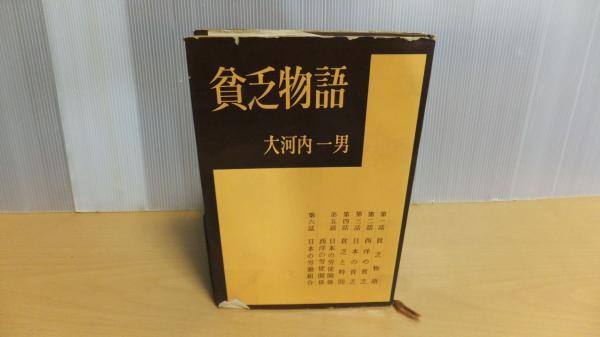 貧乏物語
大河内一男
第一話 貧乏物語
第二話 西洋の貧乏
第三話 日本の貧乏
第四話 貧乏と時間
第五話 日本の労使関係
西洋の労使関係
第六話 日本の労働組合